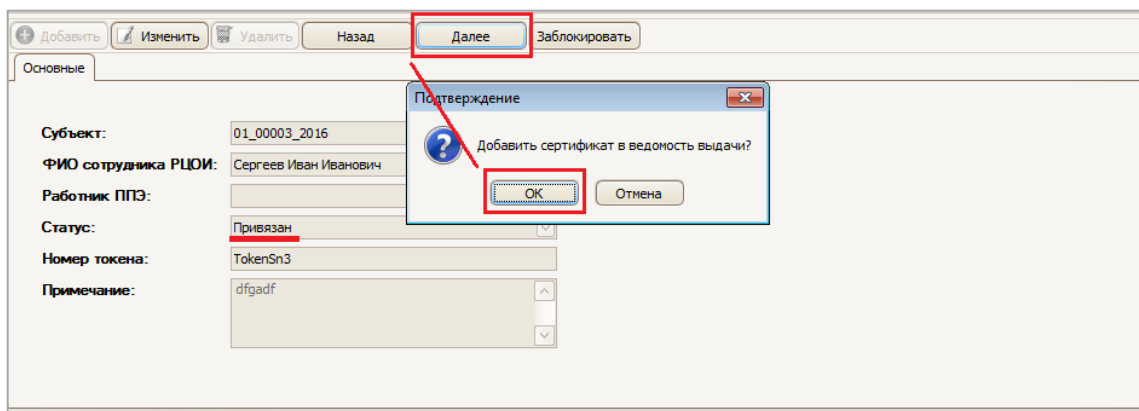 Добавить Изменить Удалить Назад Далее Заблокировать
Основные
Подтверждение
Добавить сертификат в ведомость выдачи?
OK Отмена
Субъект: 01_00003_2016
ФИО сотрудника РЦОИ: Сергеев Иван Иванович
Работник ППЭ:
Статус: Привязан
Номер токена: TokenSn3
Примечание: dfgadf